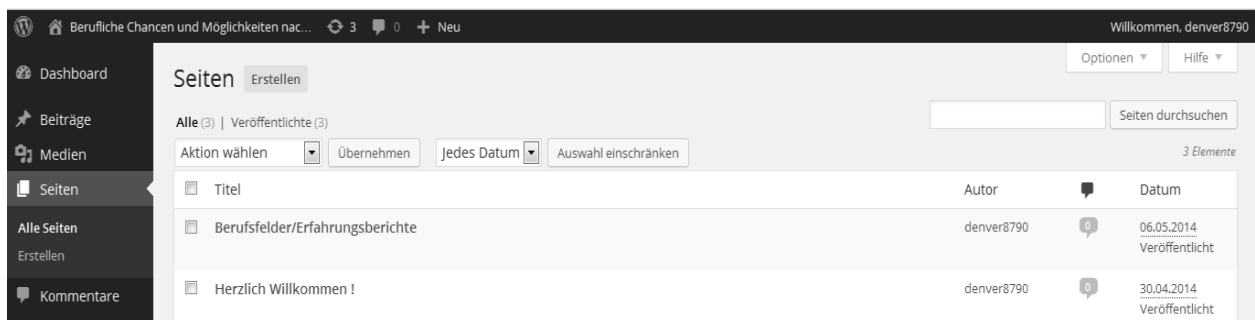 Berufliche Chancen und Möglichkeiten nac... 3 0 + Neu Willkommen, denver8790
Dashboard
Beiträge
Medien
Seiten
Alle Seiten
Erstellen
Kommentare
Optionen Hilfe
Seiten Erstellen
Alle (3) | Veröffentlichte (3)
Seiten durchsuchen
Aktion wählen Übernehmen Jedes Datum Auswahl einschränken 3 Elemente
Titel Autor Datum
Berufsfelder/Erfahrungsberichte denver8790 0 06.05.2014
Veröffentlicht
Herzlich Willkommen ! denver8790 0 30.04.2014
Veröffentlicht